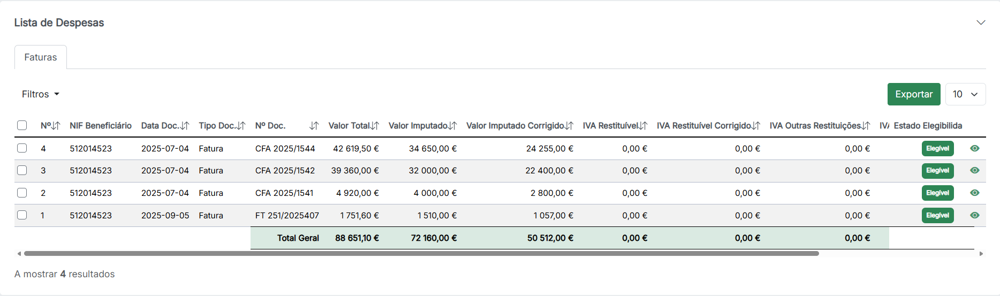 Lista de Despesas
Faturas
Filtros
Exportar 10
Nº NIF Beneficiário Data Doc. Tipo Doc. Nº Doc. Valor Total Valor Imputado Valor Imputado Corrigido IVA Restituível IVA Restituível Corrigido IVA Outras Restituições IVA Estado Elegibilida
4 512014523 2025-07-04 Fatura CFA 2025/1544 42 619,50 € 34 650,00 € 24 255,00 € 0,00 € 0,00 € 0,00 € Elegível
3 512014523 2025-07-04 Fatura CFA 2025/1542 39 360,00 € 32 000,00 € 22 400,00 € 0,00 € 0,00 € 0,00 € Elegível
2 512014523 2025-07-04 Fatura CFA 2025/1541 4 920,00 € 4 000,00 € 2 800,00 € 0,00 € 0,00 € 0,00 € Elegível
1 512014523 2025-09-05 Fatura FT 251/2025407 1 751,60 € 1 510,00 € 1 057,00 € 0,00 € 0,00 € 0,00 € Elegível
Total Geral 88 651,10 € 72 160,00 € 50 512,00 € 0,00 € 0,00 € 0,00 €
A mostrar 4 resultados